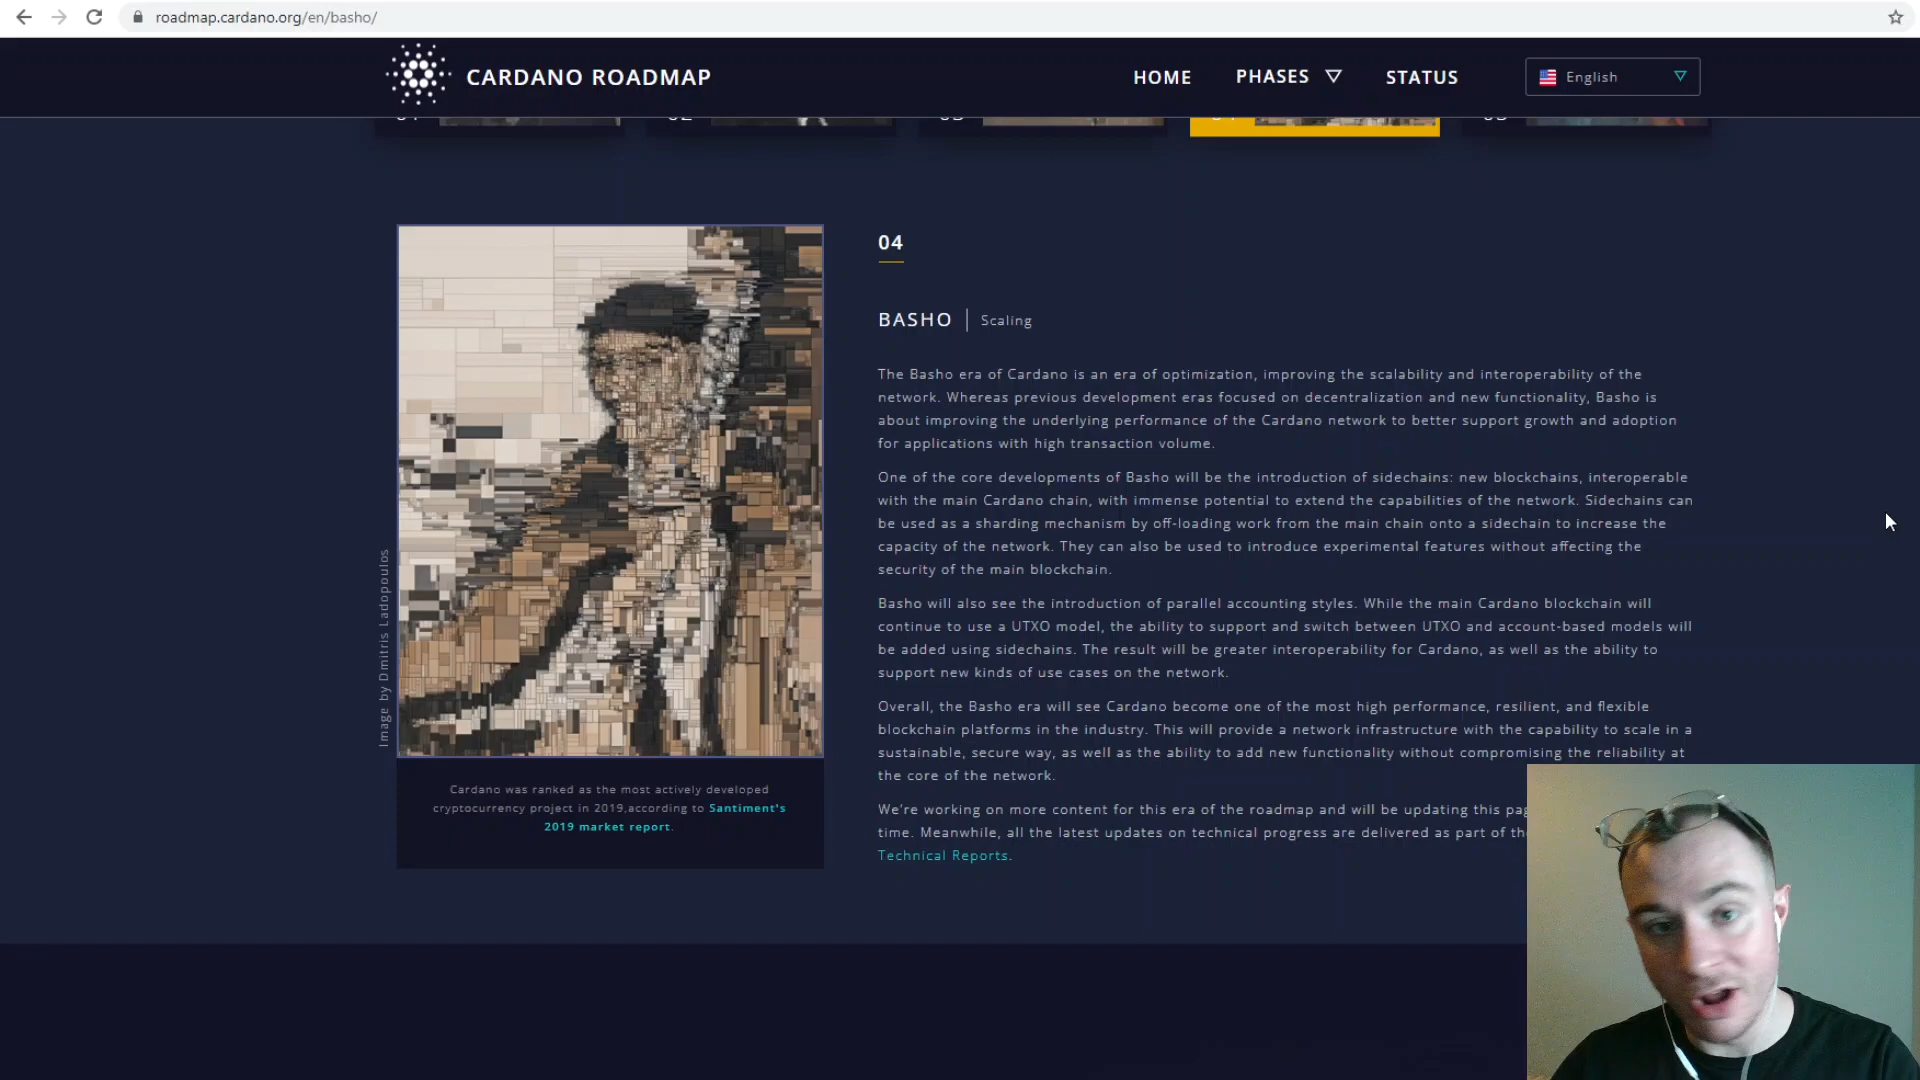 roadmap.cardano.org/en/basho/
CARDANO ROADMAP
HOME
PHASES
STATUS
English
04
BASHO | Scaling
The Basho era of Cardano is an era of optimization, improving the scalability and interoperability of the
network. Whereas previous development eras focused on decentralization and new functionality, Basho is
about improving the underlying performance of the Cardano network to better support growth and adoption
for applications with high transaction volume.
One of the core developments of Basho will be the introduction of sidechains: new blockchains, interoperable
with the main Cardano chain, with immense potential to extend the capabilities of the network. Sidechains can
be used as a sharding mechanism by off-loading work from the main chain onto a sidechain to increase the
capacity of the network. They can also be used to introduce experimental features without affecting the
security of the main blockchain.
Basho will also see the introduction of parallel accounting styles. While the main Cardano blockchain will
continue to use a UTXO model, the ability to support and switch between UTXO and account-based models will
be added using sidechains. The result will be greater interoperability for Cardano, as well as the ability to
support new kinds of use cases on the network.
Overall, the Basho era will see Cardano become one of the most high performance, resilient, and flexible
blockchain platforms in the industry. This will provide a network infrastructure with the capability to scale in a
sustainable, secure way, as well as the ability to add new functionality without compromising the reliability at
the core of the network.
We're working on more content for this era of the roadmap and will be updating this
time. Meanwhile, all the latest updates on technical progress are delivered as part of
Technical Reports.
Image by Dmitris Ladopoulos
Cardano was ranked as the most actively developed
cryptocurrency project in 2019,according to Santiment's
2019 market report.